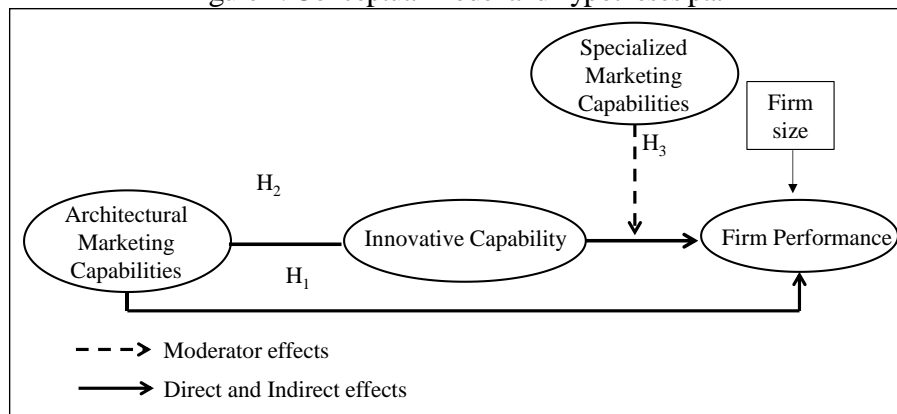 Specialized
Marketing
Capabilities
Firm
size
H3
H2
Architectural
Marketing
Capabilities
Innovative Capability
Firm Performance
H1
Moderator effects
Direct and Indirect effects